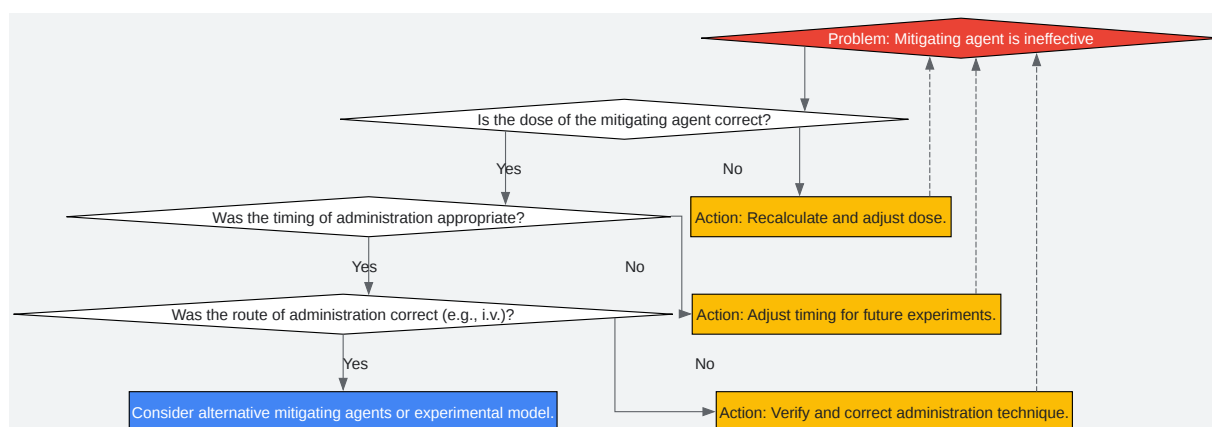 Problem: Mitigating agent is ineffective
Is the dose of the mitigating agent correct?
Yes
No
Was the timing of administration appropriate?
Action: Recalculate and adjust dose.
Yes
No
Was the route of administration correct (e.g., i.v.)?
Action: Adjust timing for future experiments.
Yes
No
Consider alternative mitigating agents or experimental model.
Action: Verify and correct administration technique.